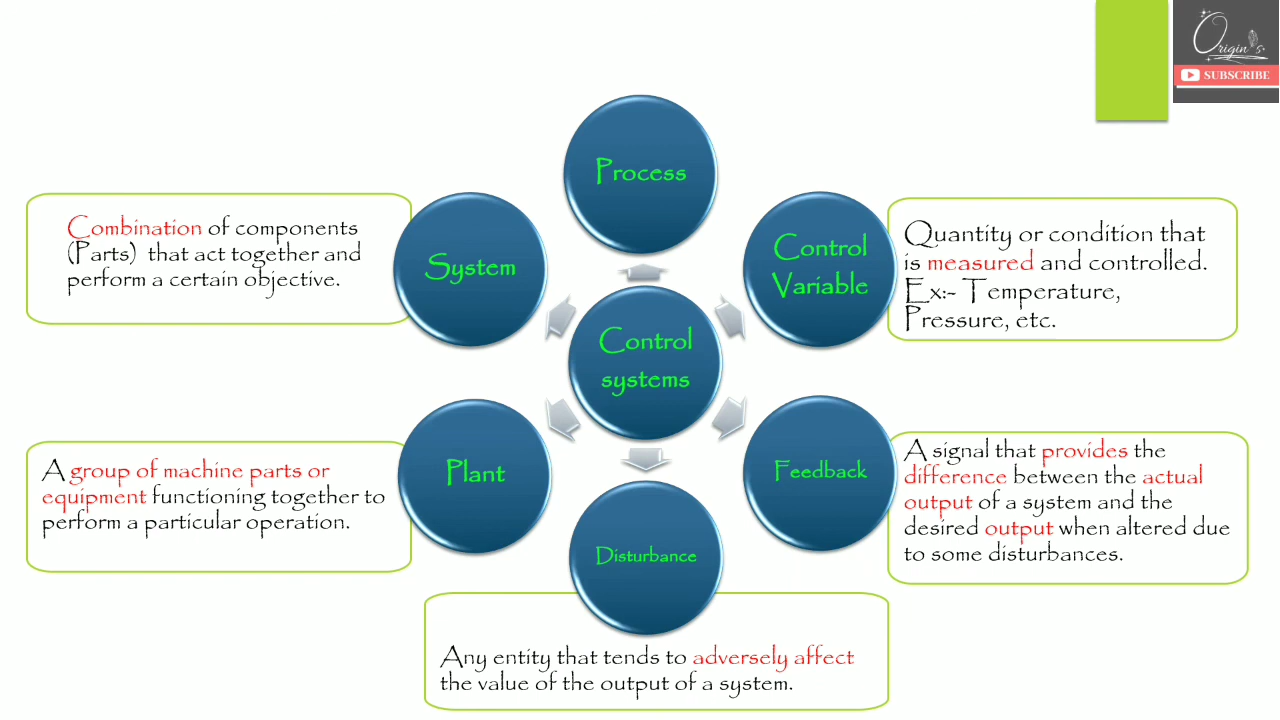 Origin's
SUBSCRIBE
Process
Combination of components
(Parts) that act together and
perform a certain objective.
System
Control
Variable
Quantity or condition that
is measured and controlled.
Ex:- Temperature,
Pressure, etc.
Control
systems
A group of machine parts or
equipment functioning together to
perform a particular operation.
Plant
Feedback
A signal that provides the
difference between the actual
output of a system and the
desired output when altered due
to some disturbances.
Disturbance
Any entity that tends to adversely affect
the value of the output of a system.